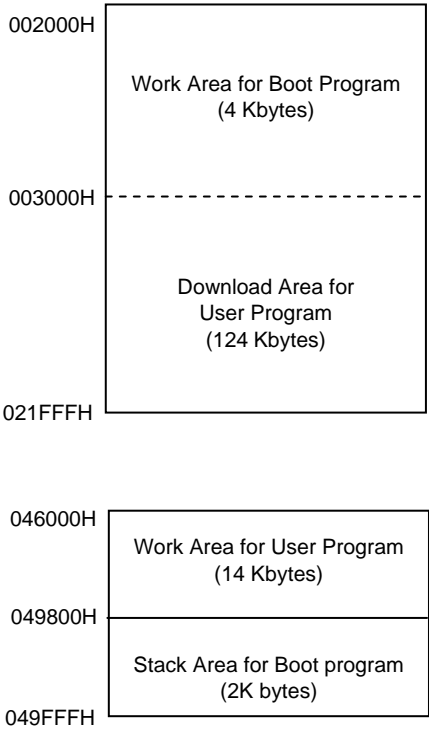 002000H
Work Area for Boot Program
(4 Kbytes)
003000H
Download Area for
User Program
(124 Kbytes)
021FFFH
046000H
Work Area for User Program
(14 Kbytes)
049800H
Stack Area for Boot program
(2K bytes)
049FFFH